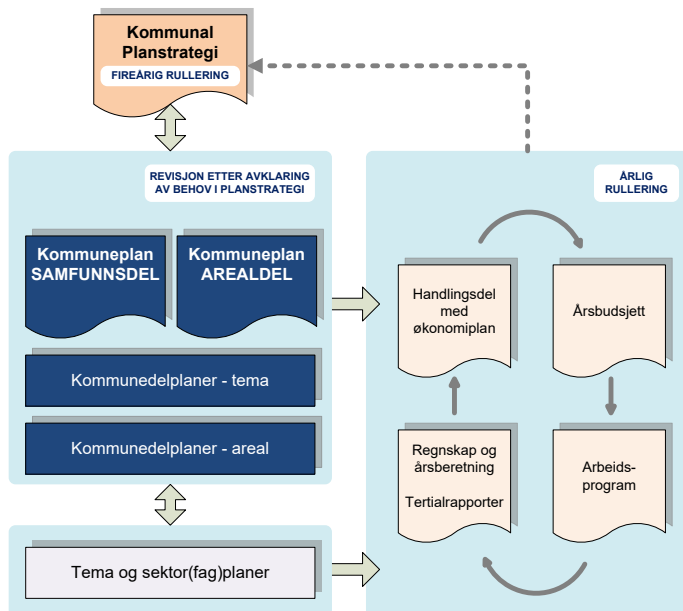 Kommunal
Planstrategi
FIREÅRIG RULLERING
REVISJON ETTER AVKLARING
AV BEHOV I PLANSTRATEGI
Kommuneplan
SAMFUNNSDEL
Kommuneplan
AREALDEL
Kommunedelplaner - tema
Kommunedelplaner - areal
Tema og sektor(fag)planer
ÅRLIG
RULLERING
Handlingsdel
med
økonomiplan
Årsbudsjett
Regnskap og
årsberetning
Tertialrapporter
Arbeids-
program